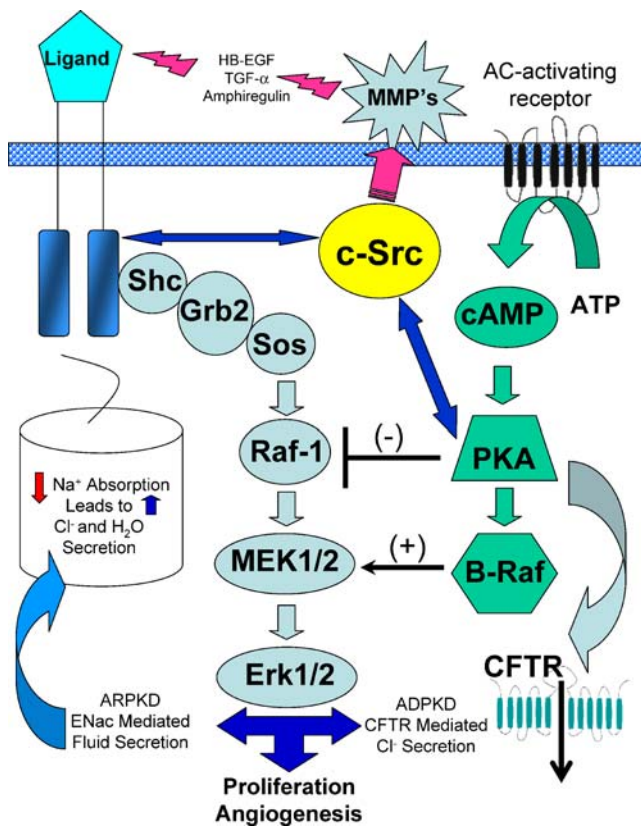 Ligand
HB-EGF
TGF-α
Amphiregulin
MMP's
AC-activating
receptor
c-Src
Shc
Grb2
Sos
cAMP
ATP
Raf-1
(-)
PKA
Na⁺ Absorption
Leads to
Cl⁻ and H₂O
Secretion
MEK1/2
(+)
B-Raf
Erk1/2
CFTR
ARPKD
ENac Mediated
Fluid Secretion
ADPKD
CFTR Mediated
Cl⁻ Secretion
Proliferation
Angiogenesis